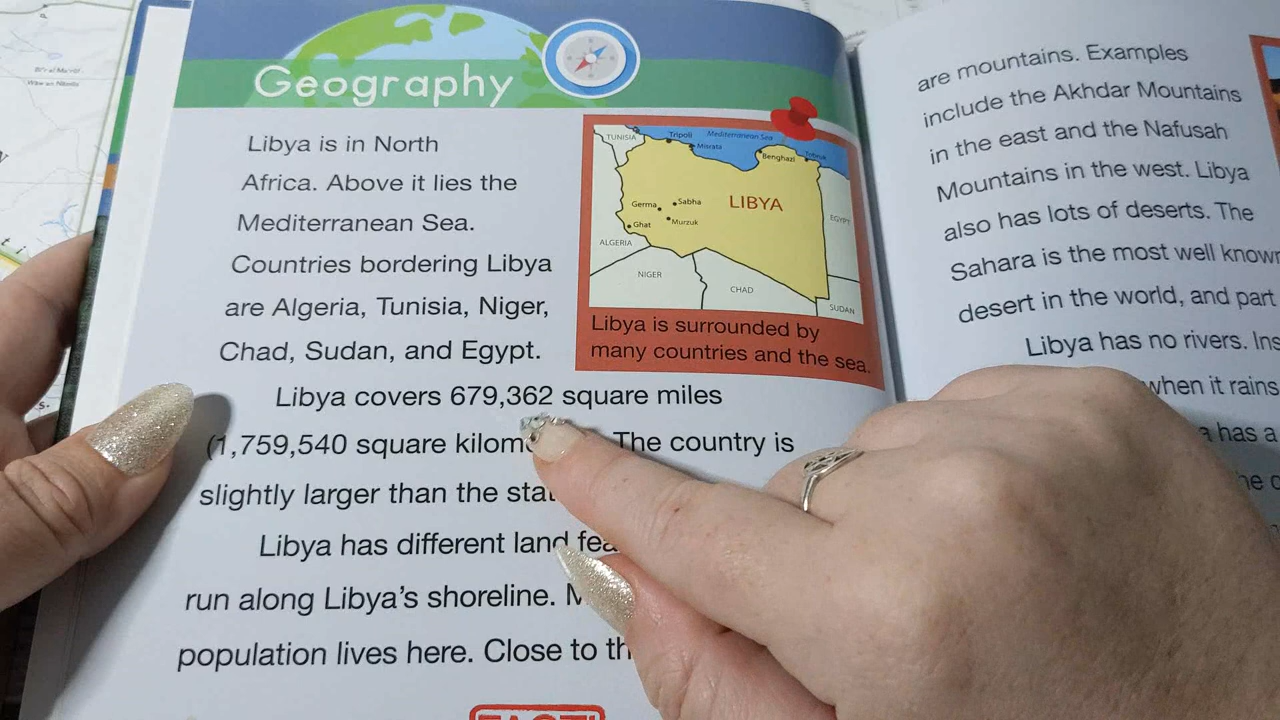 Geography
Libya is in North
Africa. Above it lies the
Mediterranean Sea.
Countries bordering Libya
are Algeria, Tunisia, Niger,
Chad, Sudan, and Egypt.
Libya covers 679,362 square miles
(1,759,540 square The country is
slightly larger than the
Libya has different land
run along Libya's shoreline.
population lives here. Close to
TUNISIA
Tripoli
Mediterranean Sea
Misrata
Benghazi
Tobruk
Germa
Sabha
LIBYA
Murzuk
Ghat
EGYPT
ALGERIA
NIGER
CHAD
SUDAN
Libya is surrounded by
many countries and the sea.
FACT!
are mountains. Examples
include the Akhdar Mountains
in the east and the Nafusah
Mountains in the west. Libya
also has lots of deserts. The
Sahara is the most well known
desert in the world, and part
Libya has no rivers.
when it rains
has a